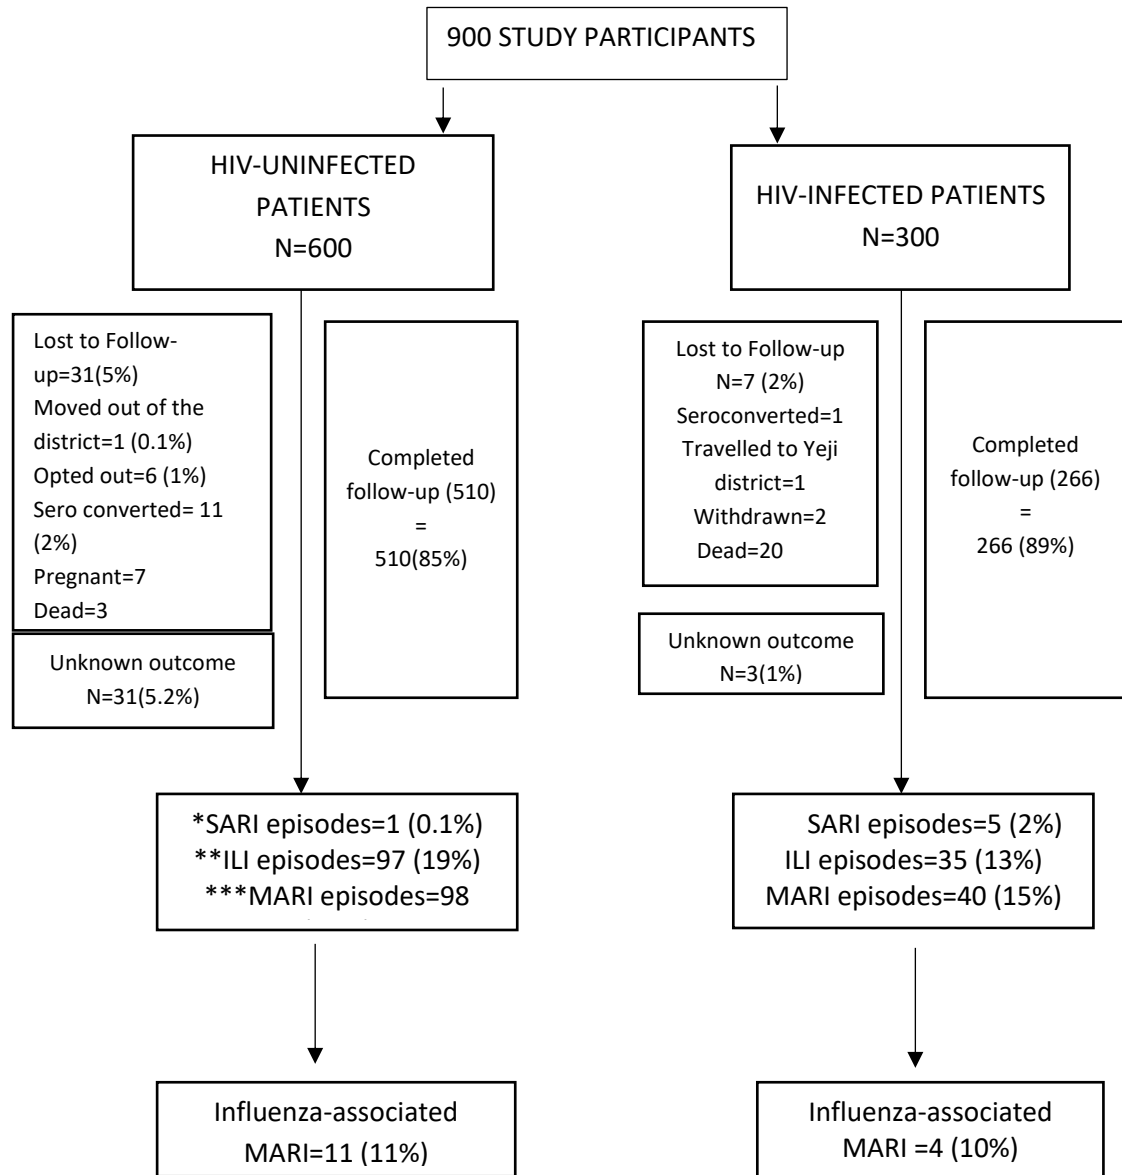 900 STUDY PARTICIPANTS
HIV-UNINFECTED
PATIENTS
N=600
HIV-INFECTED PATIENTS
N=300
Lost to Follow-
up=31(5%)
Moved out of the
district=1 (0.1%)
Opted out=6 (1%)
Sero converted= 11
(2%)
Pregnant=7
Dead=3
Unknown outcome
N=31(5.2%)
Completed
follow-up (510)
=
510(85%)
Lost to Follow-up
N=7 (2%)
Seroconverted=1
Travelled to Yeji
district=1
Withdrawn=2
Dead=20
Unknown outcome
N=3(1%)
Completed
follow-up (266)
=
266 (89%)
*SARI episodes=1 (0.1%)
**ILI episodes=97 (19%)
***MARI episodes=98
SARI episodes=5 (2%)
ILI episodes=35 (13%)
MARI episodes=40 (15%)
Influenza-associated
MARI=11 (11%)
Influenza-associated
MARI =4 (10%)